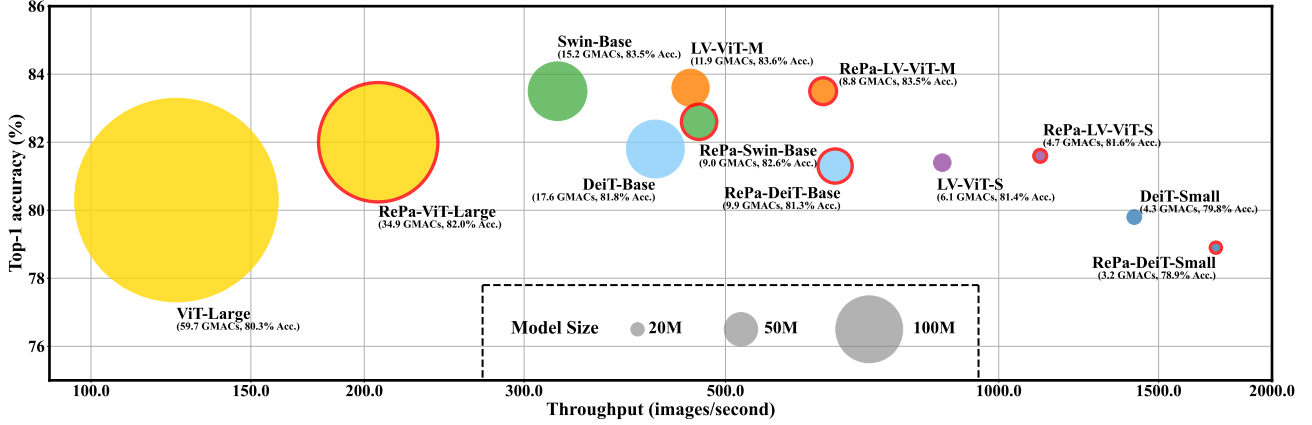 86
84
82
80
78
76
Top-1 accuracy (%)
Swin-Base
(15.2 GMACs, 83.5% Acc.)
LV-ViT-M
(11.9 GMACs, 83.6% Acc.)
RePa-LV-ViT-M
(8.8 GMACs, 83.5% Acc.)
RePa-Swin-Base
(9.0 GMACs, 82.6% Acc.)
RePa-LV-ViT-S
(4.7 GMACs, 81.6% Acc.)
DeiT-Base
(17.6 GMACs, 81.8% Acc.)
RePa-DeiT-Base
(9.9 GMACs, 81.3% Acc.)
LV-ViT-S
(6.1 GMACs, 81.4% Acc.)
DeiT-Small
(4.3 GMACs, 79.8% Acc.)
RePa-ViT-Large
(34.9 GMACs, 82.0% Acc.)
RePa-DeiT-Small
(3.2 GMACs, 78.9% Acc.)
ViT-Large
(59.7 GMACs, 80.3% Acc.)
Model Size 20M 50M 100M
100.0 150.0 200.0 300.0 500.0 1000.0 1500.0 2000.0
Throughput (images/second)